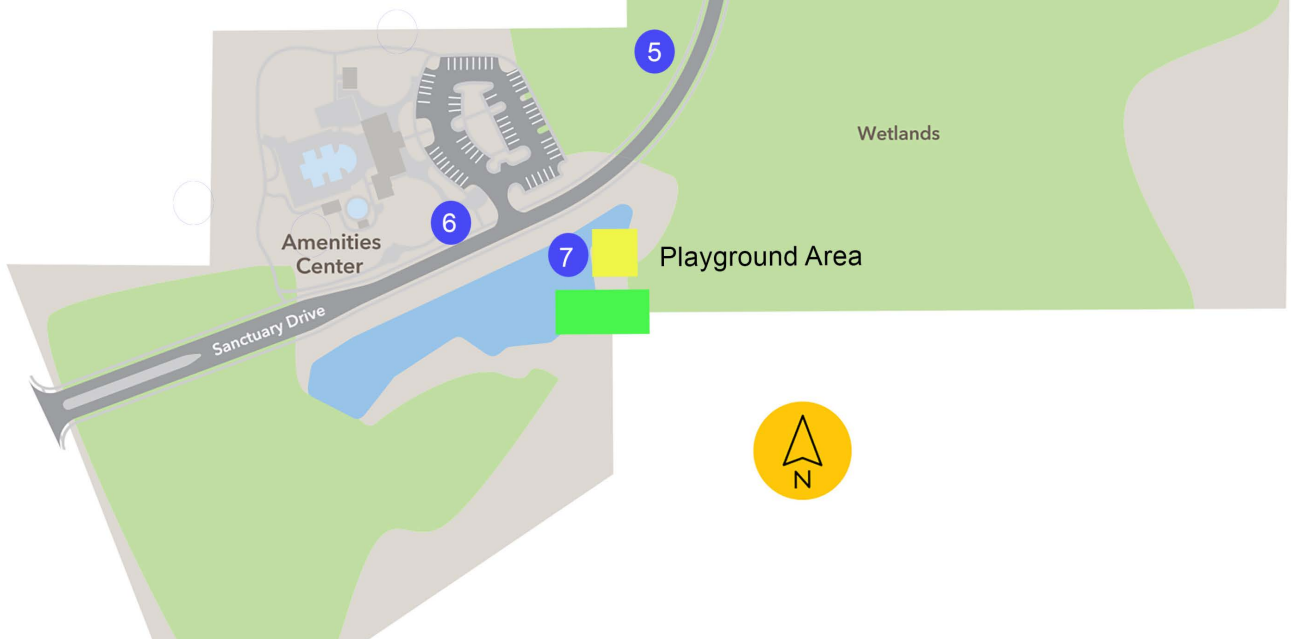 5
Wetlands
6
Amenities
Center
7
Playground Area
Sanctuary Drive
N